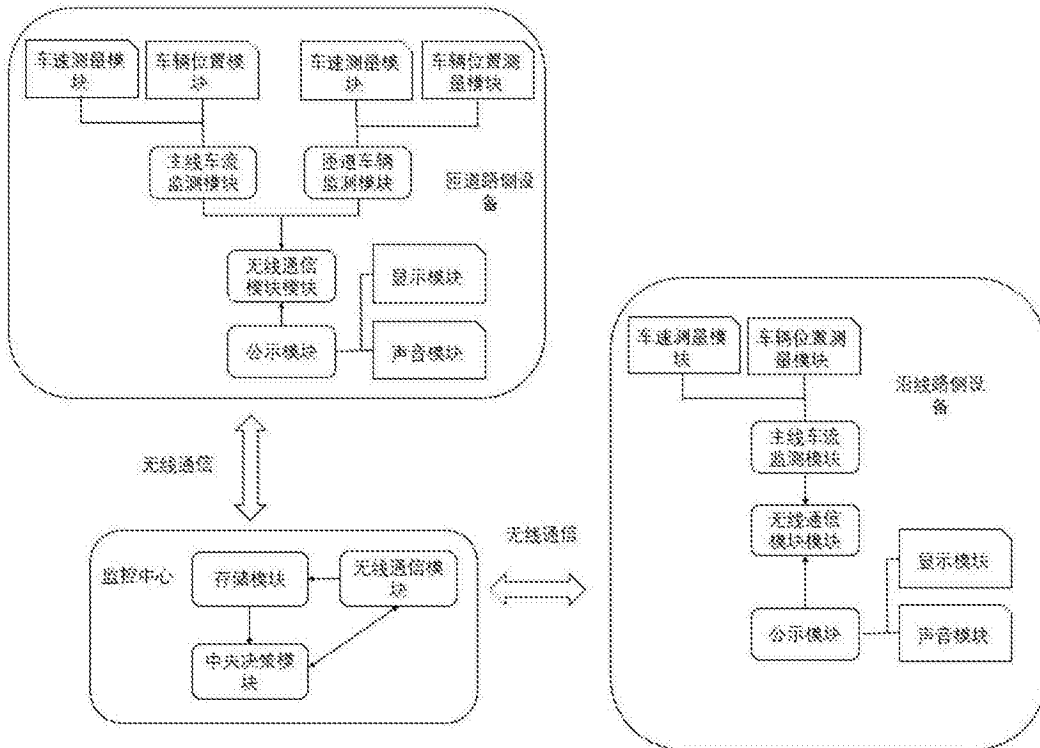 车速测量模
块
车辆位置模
块
车速测量模
块
车辆位置测
量模块
主线车流
监测模块
匝道车辆
监测模块
匝道路侧设
备
无线通信
模块模块
显示模块
公示模块
声音模块
无线通信
监控中心
存储模块
无线通信模
块
中央决策模
块
无线通信
车速测量模
块
车辆位置测
量模块
沿线路侧设
备
主线车流
监测模块
无线通信
模块模块
显示模块
公示模块
声音模块